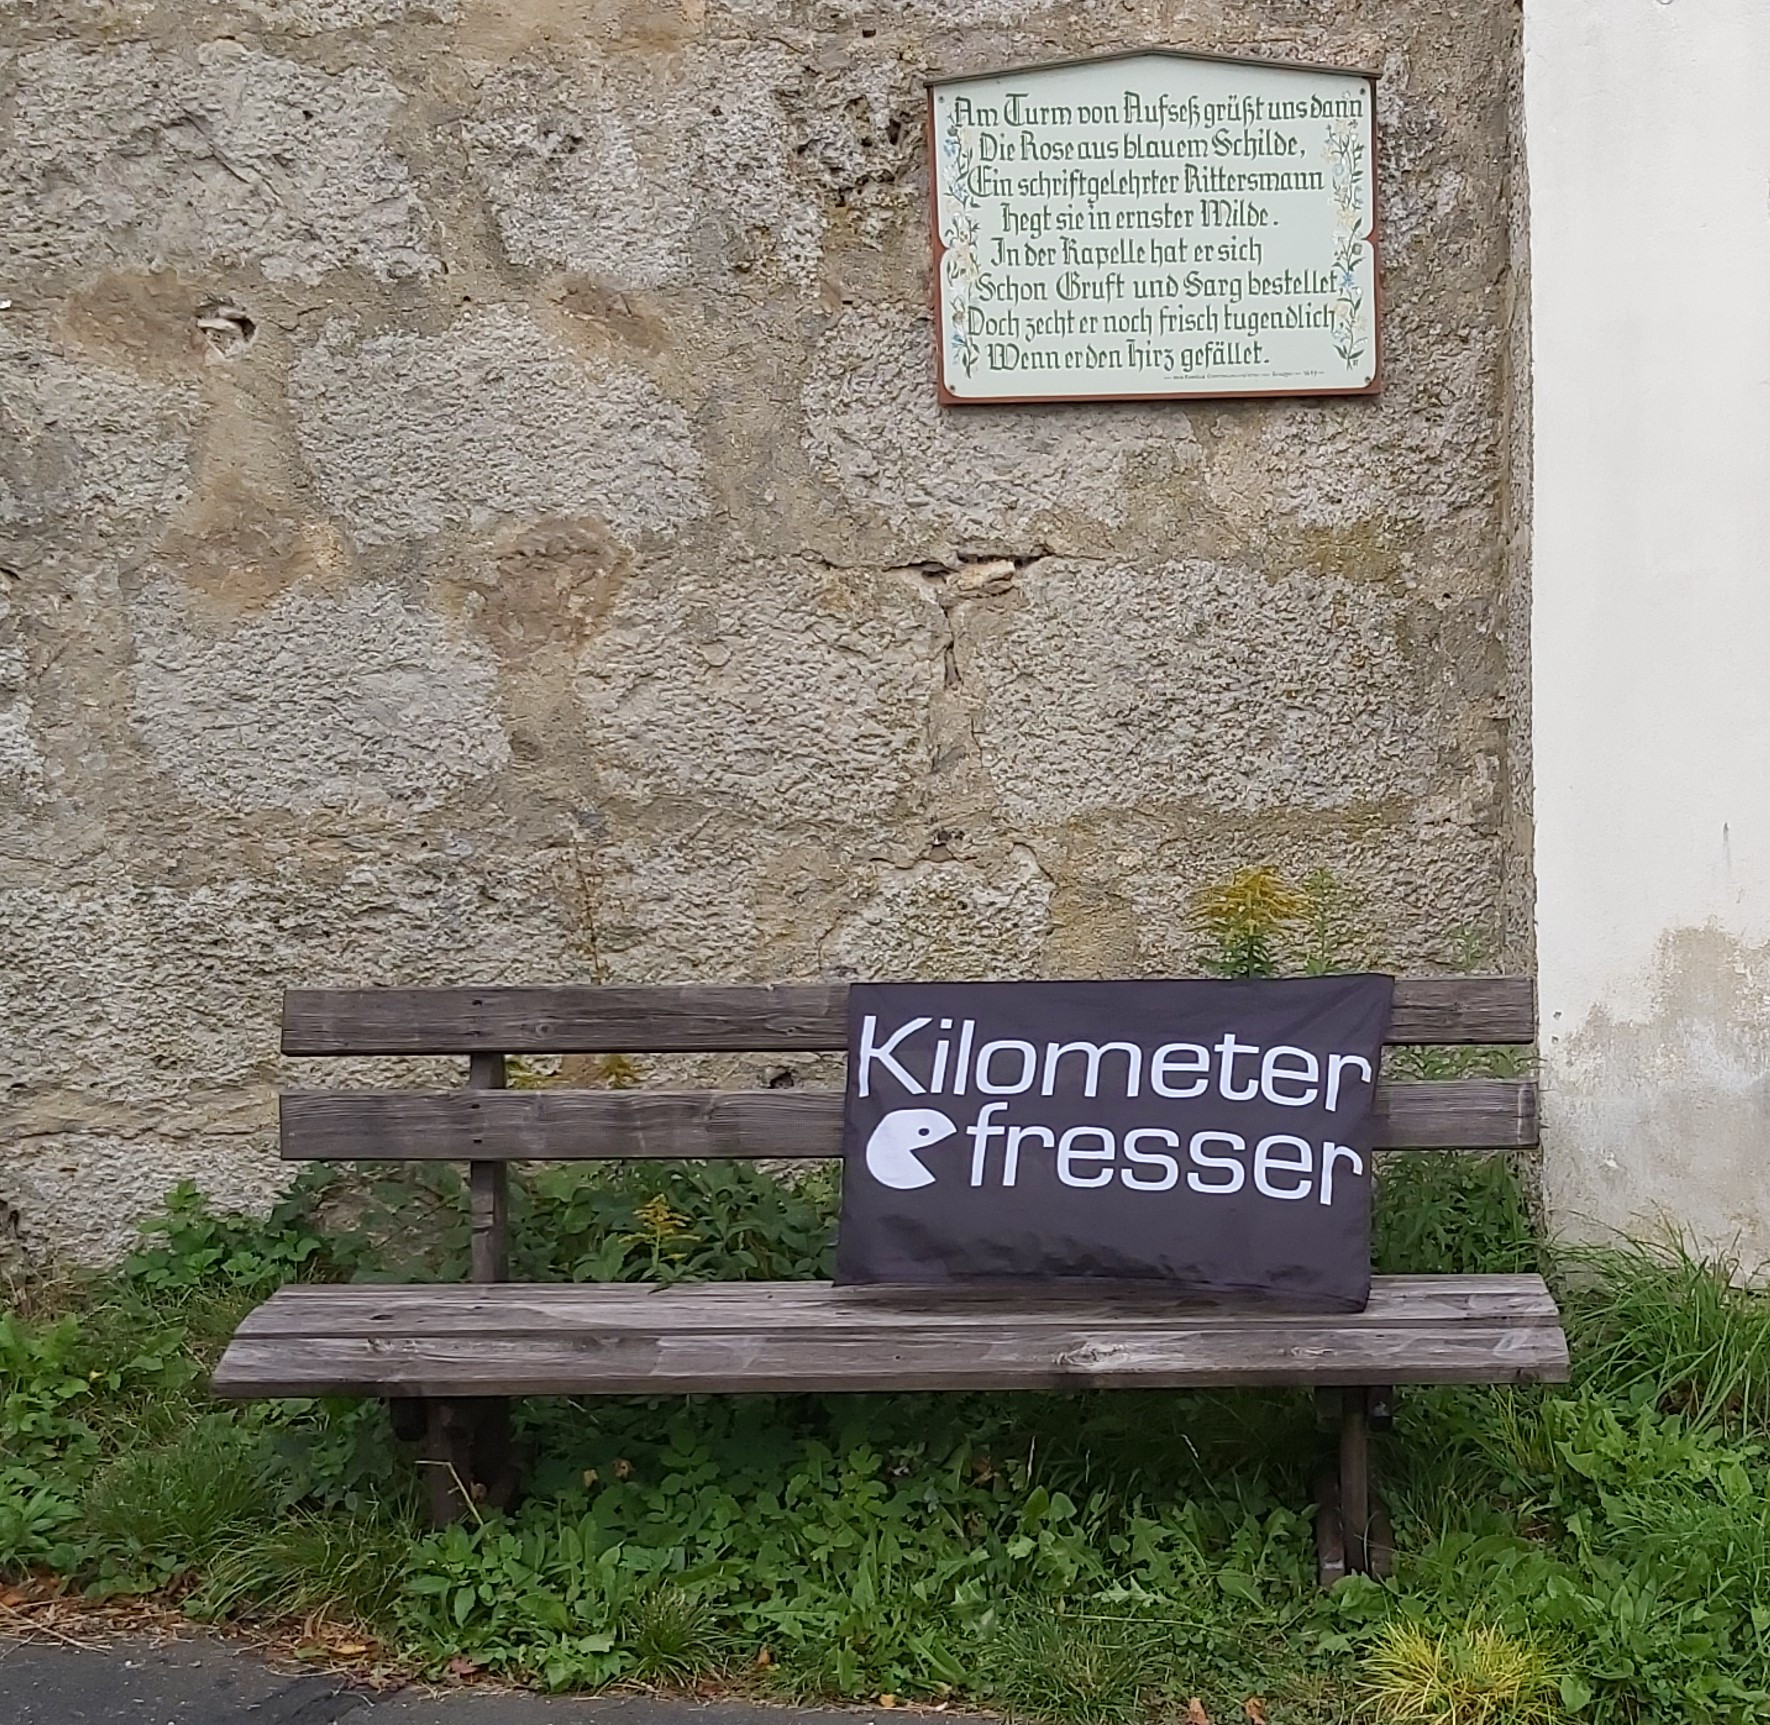 Am Turm von Aufseß grüßt uns dann
Die Rose aus blauem Schilde,
Ein schriftgelehrter Rittersmann
Hegt sie in ernster Milde.
In der Kapelle hat er sich
Schon Gruft und Sarg bestellet,
Doch zecht er noch frisch tugendlich,
Wenn er den Hirz gefället.
Kilometer
fresser